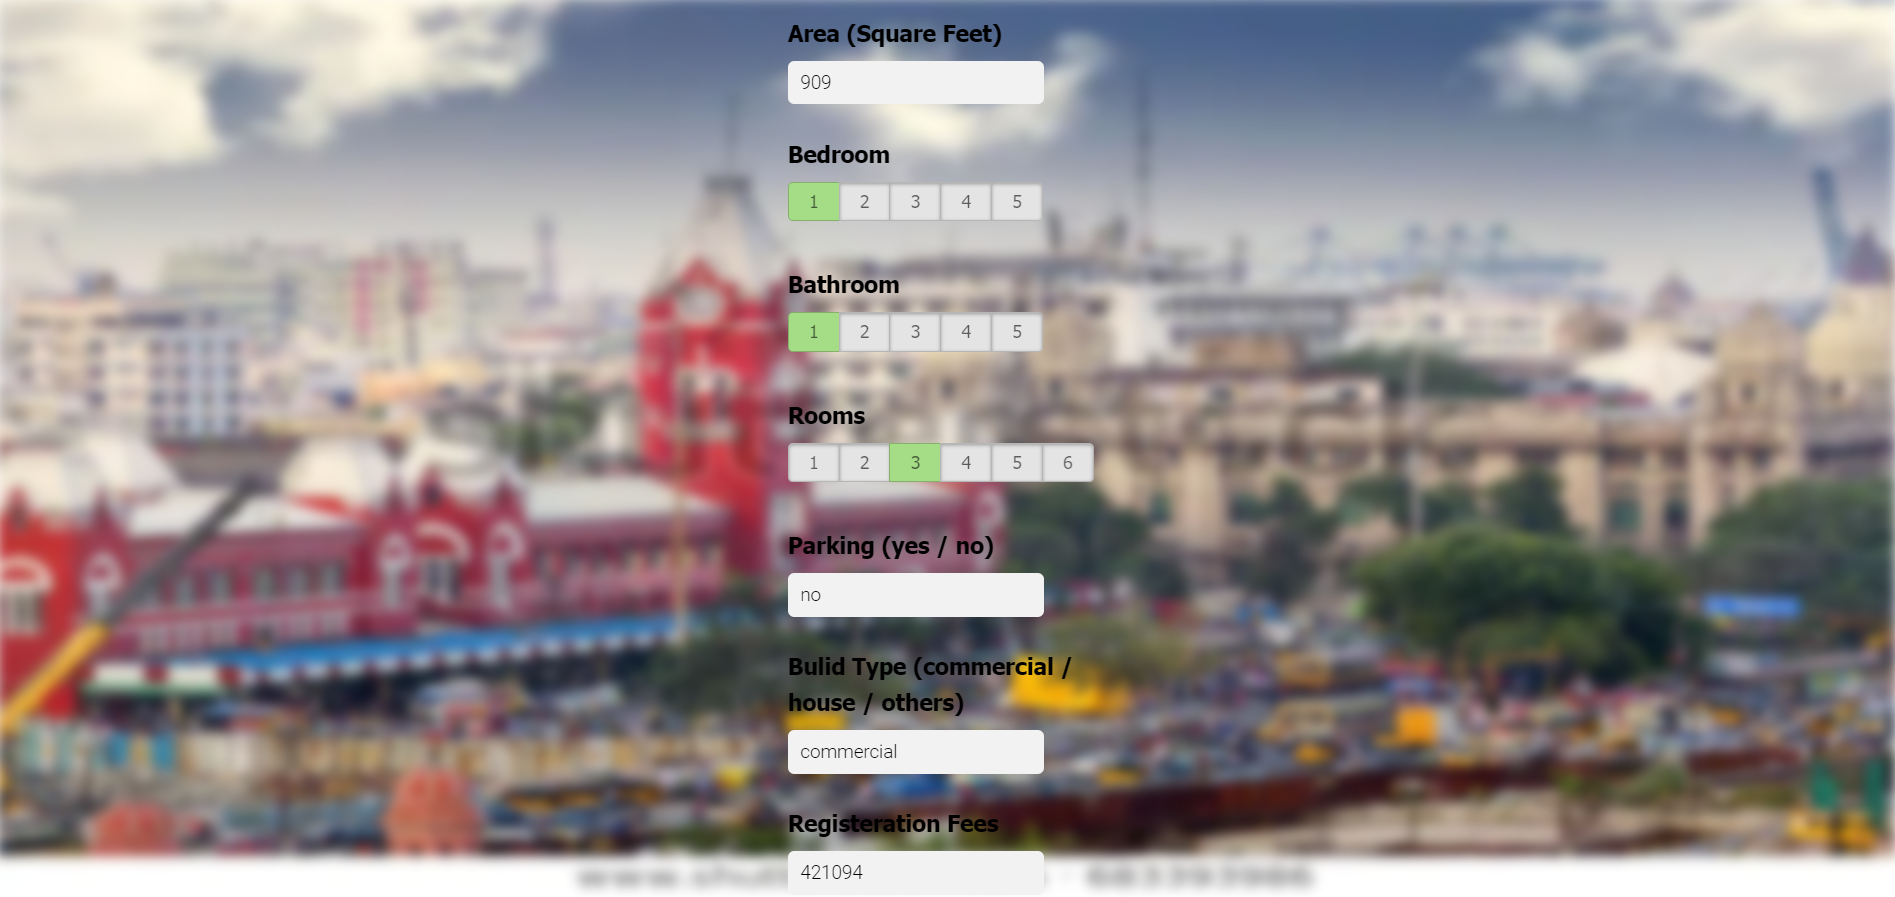 Area (Square Feet)
909
Bedroom
1 2 3 4 5
Bathroom
1 2 3 4 5
Rooms
1 2 3 4 5 6
Parking (yes / no)
no
Bulid Type (commercial /
house / others)
commercial
Registeration Fees
421094